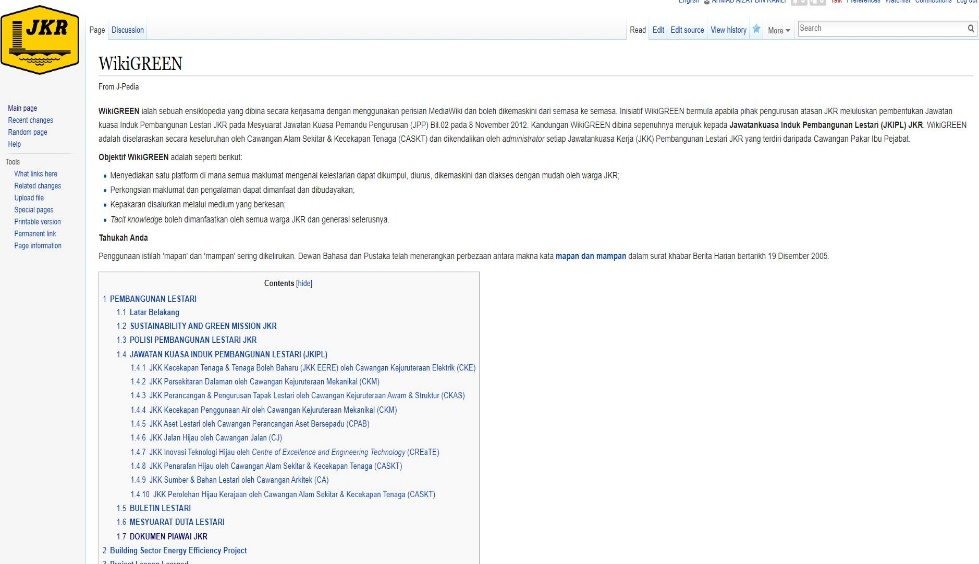 English AHMAD AIZAT BIN RAMLI Talk Preferences Watchlist Contributions Log out
JKR
Page Discussion Read Edit Edit source View history More Search
WikiGREEN
From J-Pedia
Main page
Recent changes
Random page
Help
Tools
What links here
Related changes
Upload file
Special pages
Printable version
Permanent link
Page information
WikiGREEN ialah sebuah ensiklopedia yang dibina secara kerjasama dengan menggunakan perisian MediaWiki dan boleh dikemaskini dari semasa ke semasa. Inisiatif WikiGREEN bermula apabila pihak pengurusan atasan JKR meluluskan pembentukan Jawatan
kuasa Induk Pembangunan Lestari JKR pada Mesyuarat Jawatan Kuasa Pemandu Pengurusan (JPP) Bil.02 pada 8 November 2012. Kandungan WikiGREEN dibina sepenuhnya merujuk kepada Jawatankuasa Induk Pembangunan Lestari (JKIPL) JKR. WikiGREEN
adalah diselaraskan secara keseluruhan oleh Cawangan Alam Sekitar & Kecekapan Tenaga (CASKT) dan dikendalikan oleh administrator setiap Jawatankuasa Kerja (JKK) Pembangunan Lestari JKR yang terdiri daripada Cawangan Pakar Ibu Pejabat.
Objektif WikiGREEN adalah seperti berikut:
Menyediakan satu platform di mana semua maklumat mengenai kelestarian dapat dikumpul, diurus, dikemaskini dan diakses dengan mudah oleh warga JKR;
Perkongsian maklumat dan pengalaman dapat dimanfaat dan dibudayakan;
Kepakaran disalurkan melalui medium yang berkesan;
Tacit knowledge boleh dimanfaatkan oleh semua warga JKR dan generasi seterusnya.
Tahukah Anda
Penggunaan istilah 'mapan' dan 'mampan' sering dikelirukan. Dewan Bahasa dan Pustaka telah menerangkan perbezaan antara makna kata mapan dan mampan dalam surat khabar Berita Harian bertarikh 19 Disember 2005.
Contents [hide]
1 PEMBANGUNAN LESTARI
1.1 Latar Belakang
1.2 SUSTAINABILITY AND GREEN MISSION JKR
1.3 POLISI PEMBANGUNAN LESTARI JKR
1.4 JAWATAN KUASA INDUK PEMBANGUNAN LESTARI (JKIPL)
1.4.1 JKK Kecekapan Tenaga & Tenaga Boleh Baharu (JKK EERE) oleh Cawangan Kejuruteraan Elektrik (CKE)
1.4.2 JKK Persekitaran Dalaman oleh Cawangan Kejuruteraan Mekanikal (CKM)
1.4.3 JKK Perancangan & Pengurusan Tapak Lestari oleh Cawangan Kejuruteraan Awam & Struktur (CKAS)
1.4.4 JKK Kecekapan Penggunaan Air oleh Cawangan Kejuruteraan Mekanikal (CKM)
1.4.5 JKK Aset Lestari oleh Cawangan Perancangan Aset Bersepadu (CPAB)
1.4.6 JKK Jalan Hijau oleh Cawangan Jalan (CJ)
1.4.7 JKK Inovasi Teknologi Hijau oleh Centre of Excellence and Engineering Technology (CREaTE)
1.4.8 JKK Penarafan Hijau oleh Cawangan Alam Sekitar & Kecekapan Tenaga (CASKT)
1.4.9 JKK Sumber & Bahan Lestari oleh Cawangan Arkitek (CA)
1.4.10 JKK Perolehan Hijau Kerajaan oleh Cawangan Alam Sekitar & Kecekapan Tenaga (CASKT)
1.5 BULETIN LESTARI
1.6 MESYUARAT DUTA LESTARI
1.7 DOKUMEN PIAWAI JKR
2 Building Sector Energy Efficiency Project
3 Project Lesson Learned